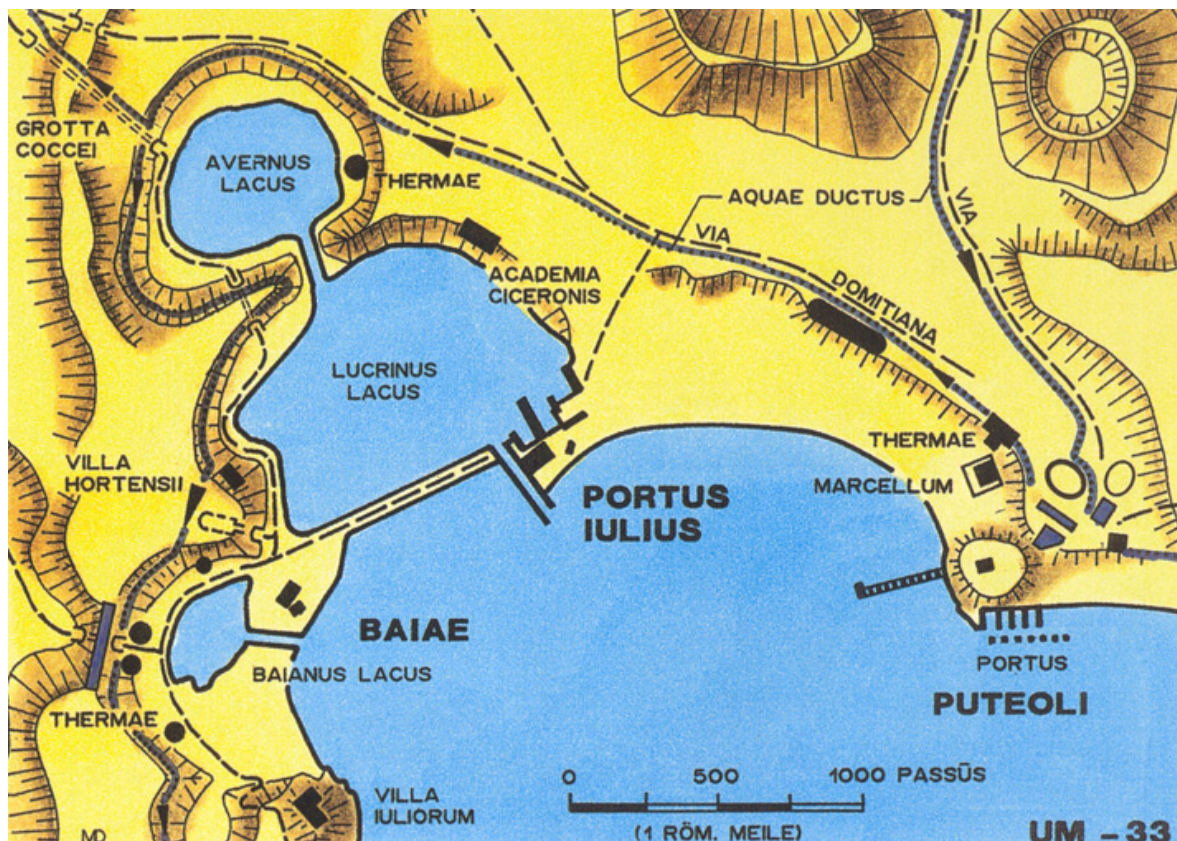 GROTTA
COCCEI
AVERNUS
LACUS
THERMAE
AQUAE DUCTUS
VIA
VIA
DOMITIANA
ACADEMIA
CICERONIS
LUCRINUS
LACUS
THERMAE
MARCELLUM
VILLA
HORTENSII
PORTUS
IULIUS
BAIAE
BAIANUS LACUS
PORTUS
PUTEOLI
THERMAE
VILLA
IULIORUM
0 500 1000 PASSŪS
(1 RÖM. MEILE)
MD
UM – 33